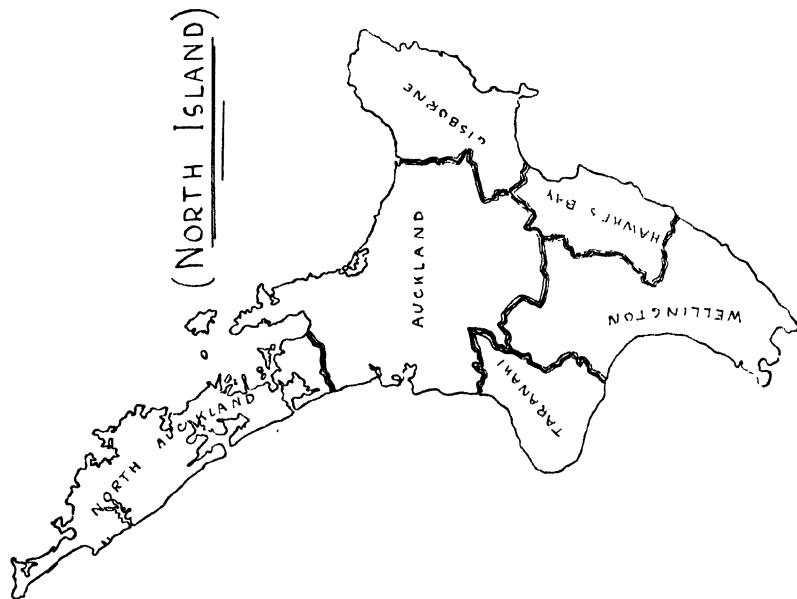 (NORTH ISLAND)
NORTH AUCKLAND
AUCKLAND
GISBORNE
HAWKE'S BAY
TARANAKI
WELLINGTON